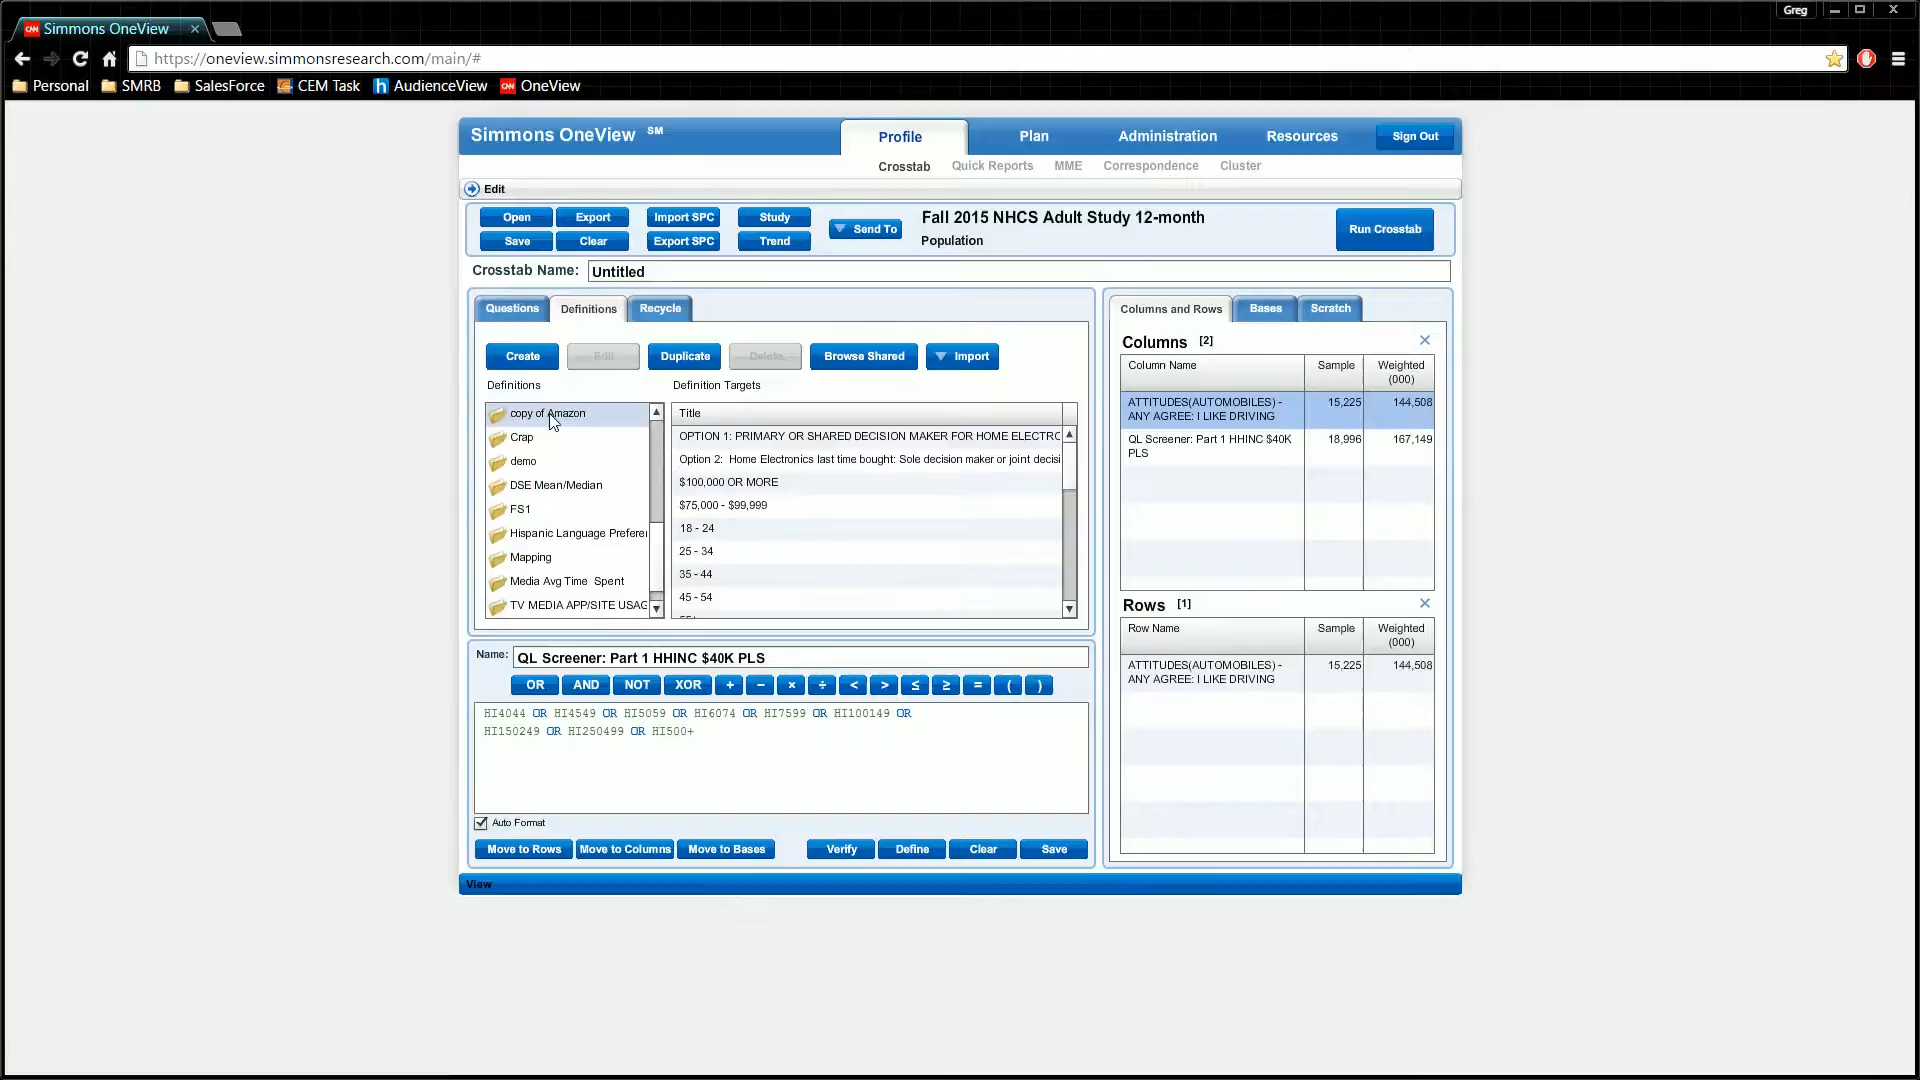 Greg
Simmons OneView
https://oneview.simmonsresearch.com/main/#
Personal SMRB SalesForce CEM Task AudienceView OneView
Simmons OneView SM
Profile Plan Administration Resources Sign Out
Crosstab Quick Reports MME Correspondence Cluster
Edit
Open Export Import SPC Study Send To
Save Clear Export SPC Trend
Fall 2015 NHCS Adult Study 12-month
Population
Run Crosstab
Crosstab Name: Untitled
Questions Definitions Recycle
Create Edit Duplicate Delete Browse Shared Import
Definitions
copy of Amazon
Crap
demo
DSE Mean/Median
FS1
Hispanic Language Prefere
Mapping
Media Avg Time Spent
TV MEDIA APP/SITE USAG
Definition Targets
Title
OPTION 1: PRIMARY OR SHARED DECISION MAKER FOR HOME ELECTRC
Option 2: Home Electronics last time bought: Sole decision maker or joint decisi
$100,000 OR MORE
$75,000 - $99,999
18 - 24
25 - 34
35 - 44
45 - 54
Name: QL Screener: Part 1 HHINC $40K PLS
OR AND NOT XOR + − × ÷ < > ≤ ≥ = ( )
HI4044 OR HI4549 OR HI5059 OR HI6074 OR HI7599 OR HI100149 OR
HI150249 OR HI250499 OR HI500+
Auto Format
Move to Rows Move to Columns Move to Bases Verify Define Clear Save
Columns and Rows Bases Scratch
Columns [2]
Column Name Sample Weighted
(000)
ATTITUDES(AUTOMOBILES) - 15,225 144,508
ANY AGREE: I LIKE DRIVING
QL Screener: Part 1 HHINC $40K 18,996 167,149
PLS
Rows [1]
Row Name Sample Weighted
(000)
ATTITUDES(AUTOMOBILES) - 15,225 144,508
ANY AGREE: I LIKE DRIVING
View